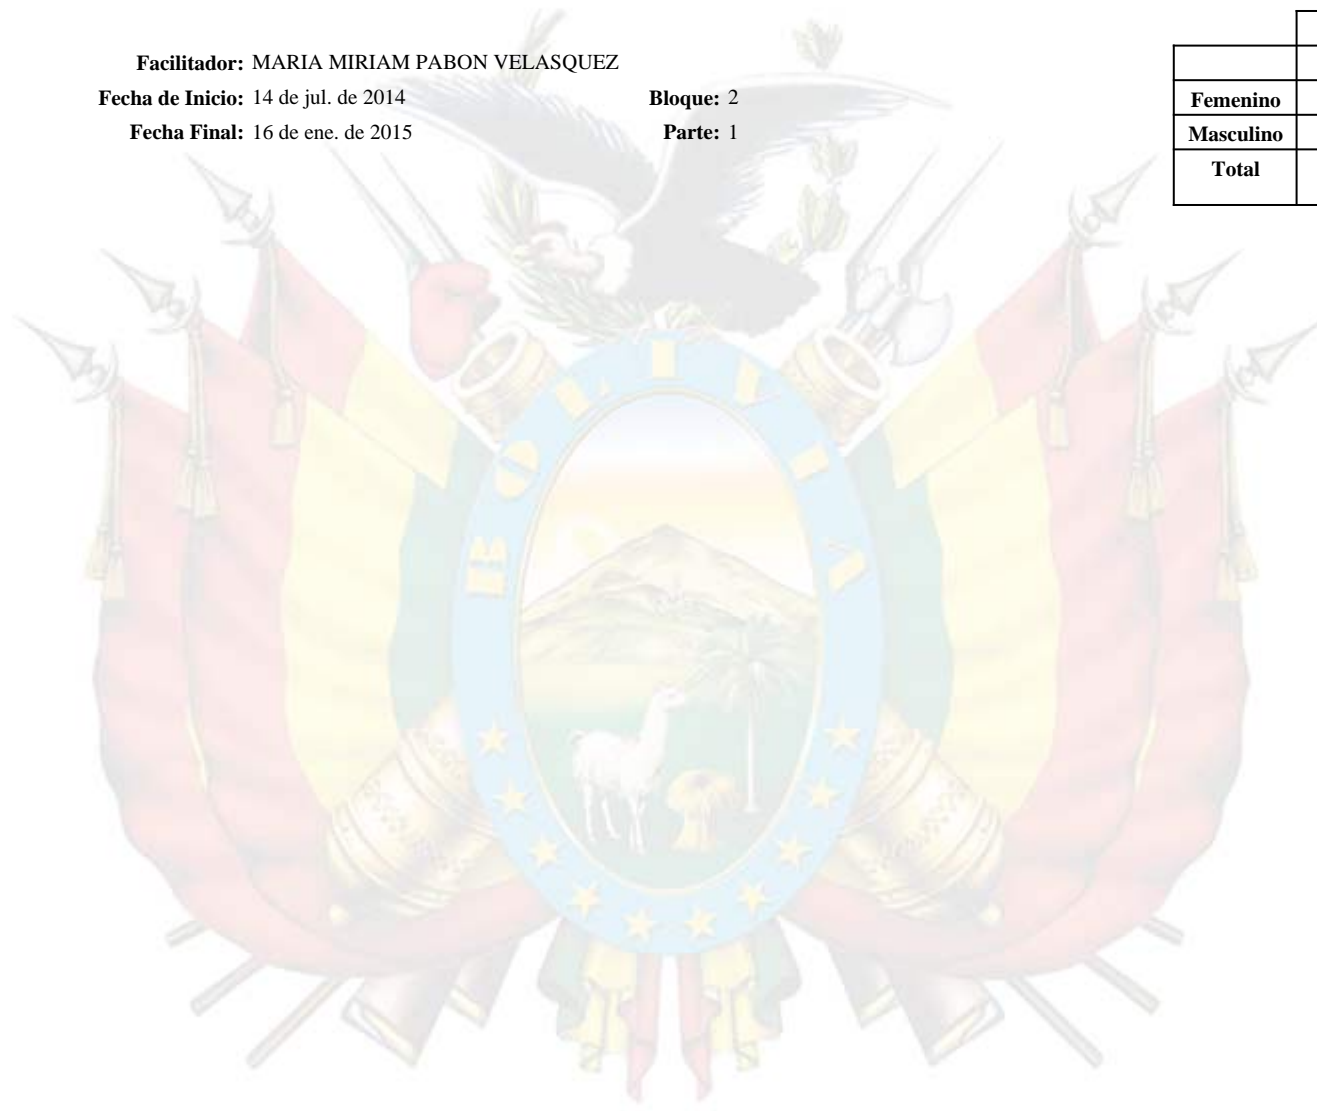 Facilitador: MARIA MIRIAM PABON VELASQUEZ
Fecha de Inicio: 14 de jul. de 2014 Bloque: 2
Fecha Final: 16 de ene. de 2015 Parte: 1
Femenino
Masculino
Total
BOLIVIA